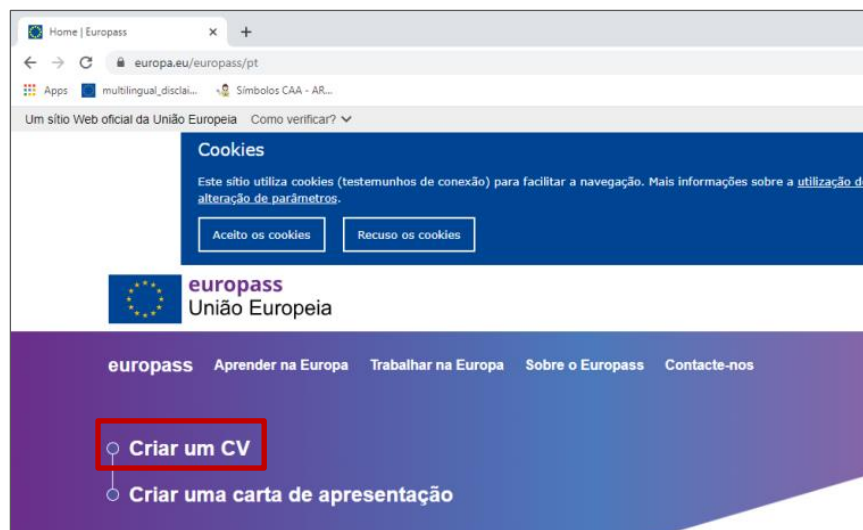 Home | Europass
europa.eu/europass/pt
Apps multilingual_disclai... Símbolos CAA - AR...
Um sítio Web oficial da União Europeia Como verificar?
Cookies
Este sítio utiliza cookies (testemunhos de conexão) para facilitar a navegação. Mais informações sobre a utilização
alteração de parâmetros.
Aceito os cookies Recuso os cookies
europass
União Europeia
europass Aprender na Europa Trabalhar na Europa Sobre o Europass Contacte-nos
Criar um CV
Criar uma carta de apresentação